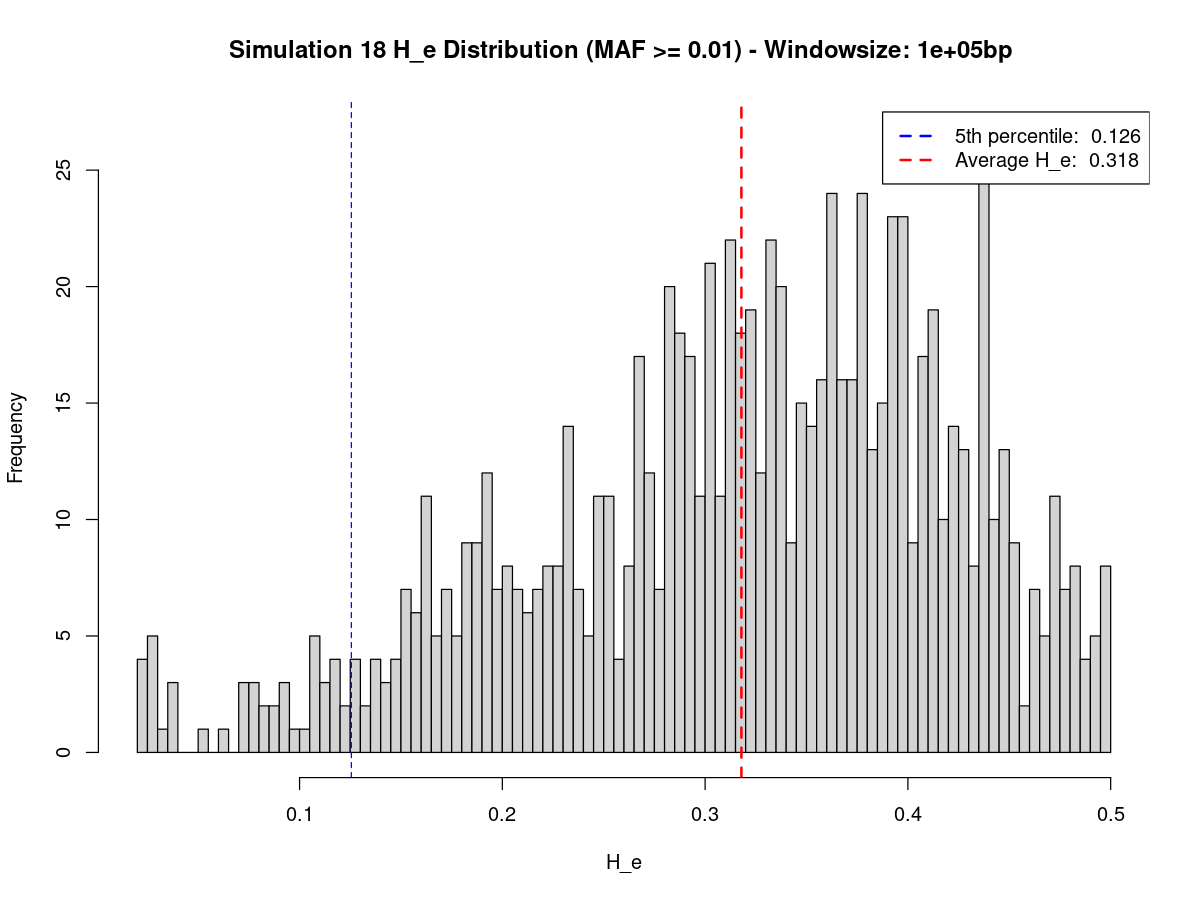 Simulation 18 H_e Distribution (MAF >= 0.01) - Windowsize: 1e+05bp
5th percentile: 0.126
Average H_e: 0.318
Frequency
25
20
15
10
5
0
0.1 0.2 0.3 0.4 0.5
H_e